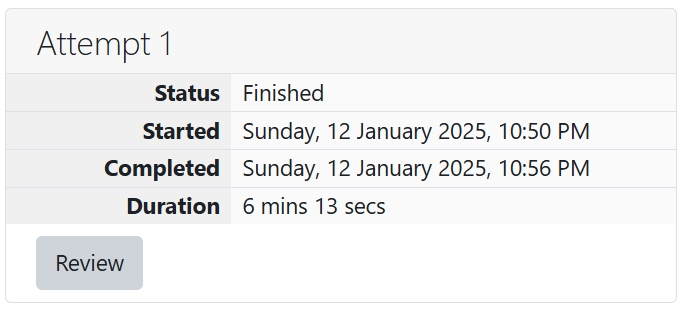 Attempt 1
Status Finished
Started Sunday, 12 January 2025, 10:50 PM
Completed Sunday, 12 January 2025, 10:56 PM
Duration 6 mins 13 secs
Review